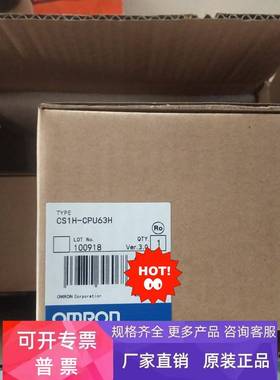 TYPE
CS1H-CPU63H
LOT No. QTY
100918 Ver.3.0 1
Ro
OMRON Corporation
HOT!
OMRON
可开专票
普票
规格齐全 更多产品 咨询客服
厂家直销 原装正品